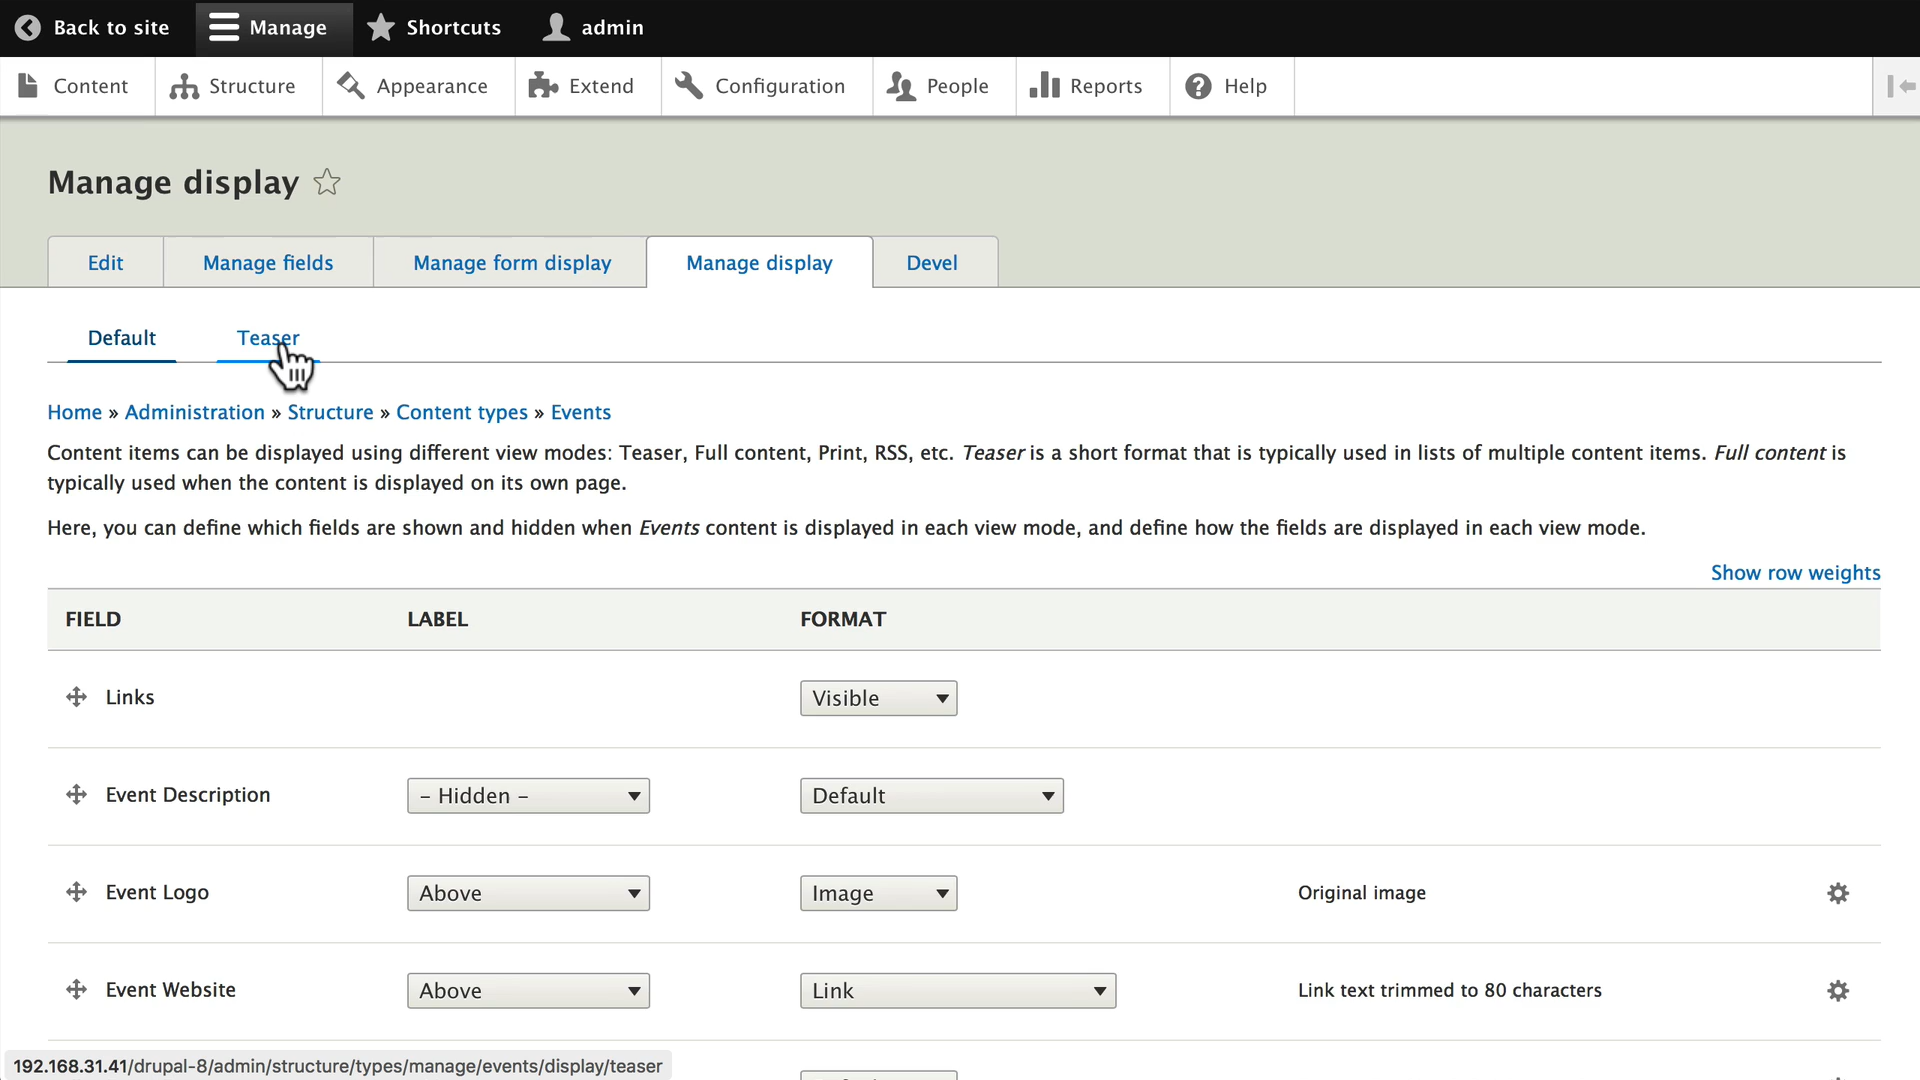 Back to site Manage Shortcuts admin
Content Structure Appearance Extend Configuration People Reports Help
Manage display
Edit Manage fields Manage form display Manage display Devel
Default Teaser
Home » Administration » Structure » Content types » Events
Content items can be displayed using different view modes: Teaser, Full content, Print, RSS, etc. Teaser is a short format that is typically used in lists of multiple content items. Full content is
typically used when the content is displayed on its own page.
Here, you can define which fields are shown and hidden when Events content is displayed in each view mode, and define how the fields are displayed in each view mode.
Show row weights
FIELD LABEL FORMAT
Links Visible
Event Description – Hidden – Default
Event Logo Above Image Original image
Event Website Above Link Link text trimmed to 80 characters
192.168.31.41/drupal-8/admin/structure/types/manage/events/display/teaser